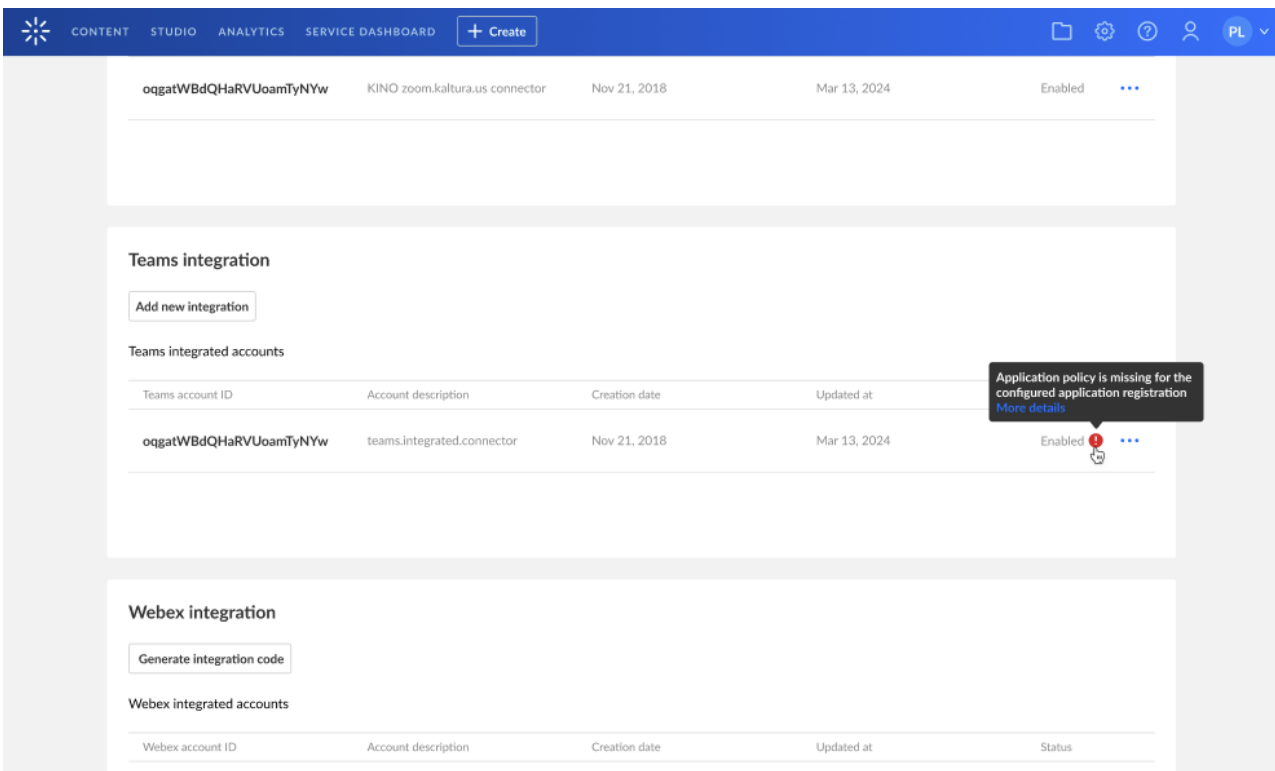 CONTENT STUDIO ANALYTICS SERVICE DASHBOARD + Create PL
oqgatWBdQHaRVUoamTyNYw KINO zoom.kaltura.us connector Nov 21, 2018 Mar 13, 2024 Enabled
Teams integration
Add new integration
Teams integrated accounts
Application policy is missing for the
configured application registration
More details
Teams account ID Account description Creation date Updated at
oqgatWBdQHaRVUoamTyNYw teams.integrated.connector Nov 21, 2018 Mar 13, 2024 Enabled
Webex integration
Generate integration code
Webex integrated accounts
Webex account ID Account description Creation date Updated at Status